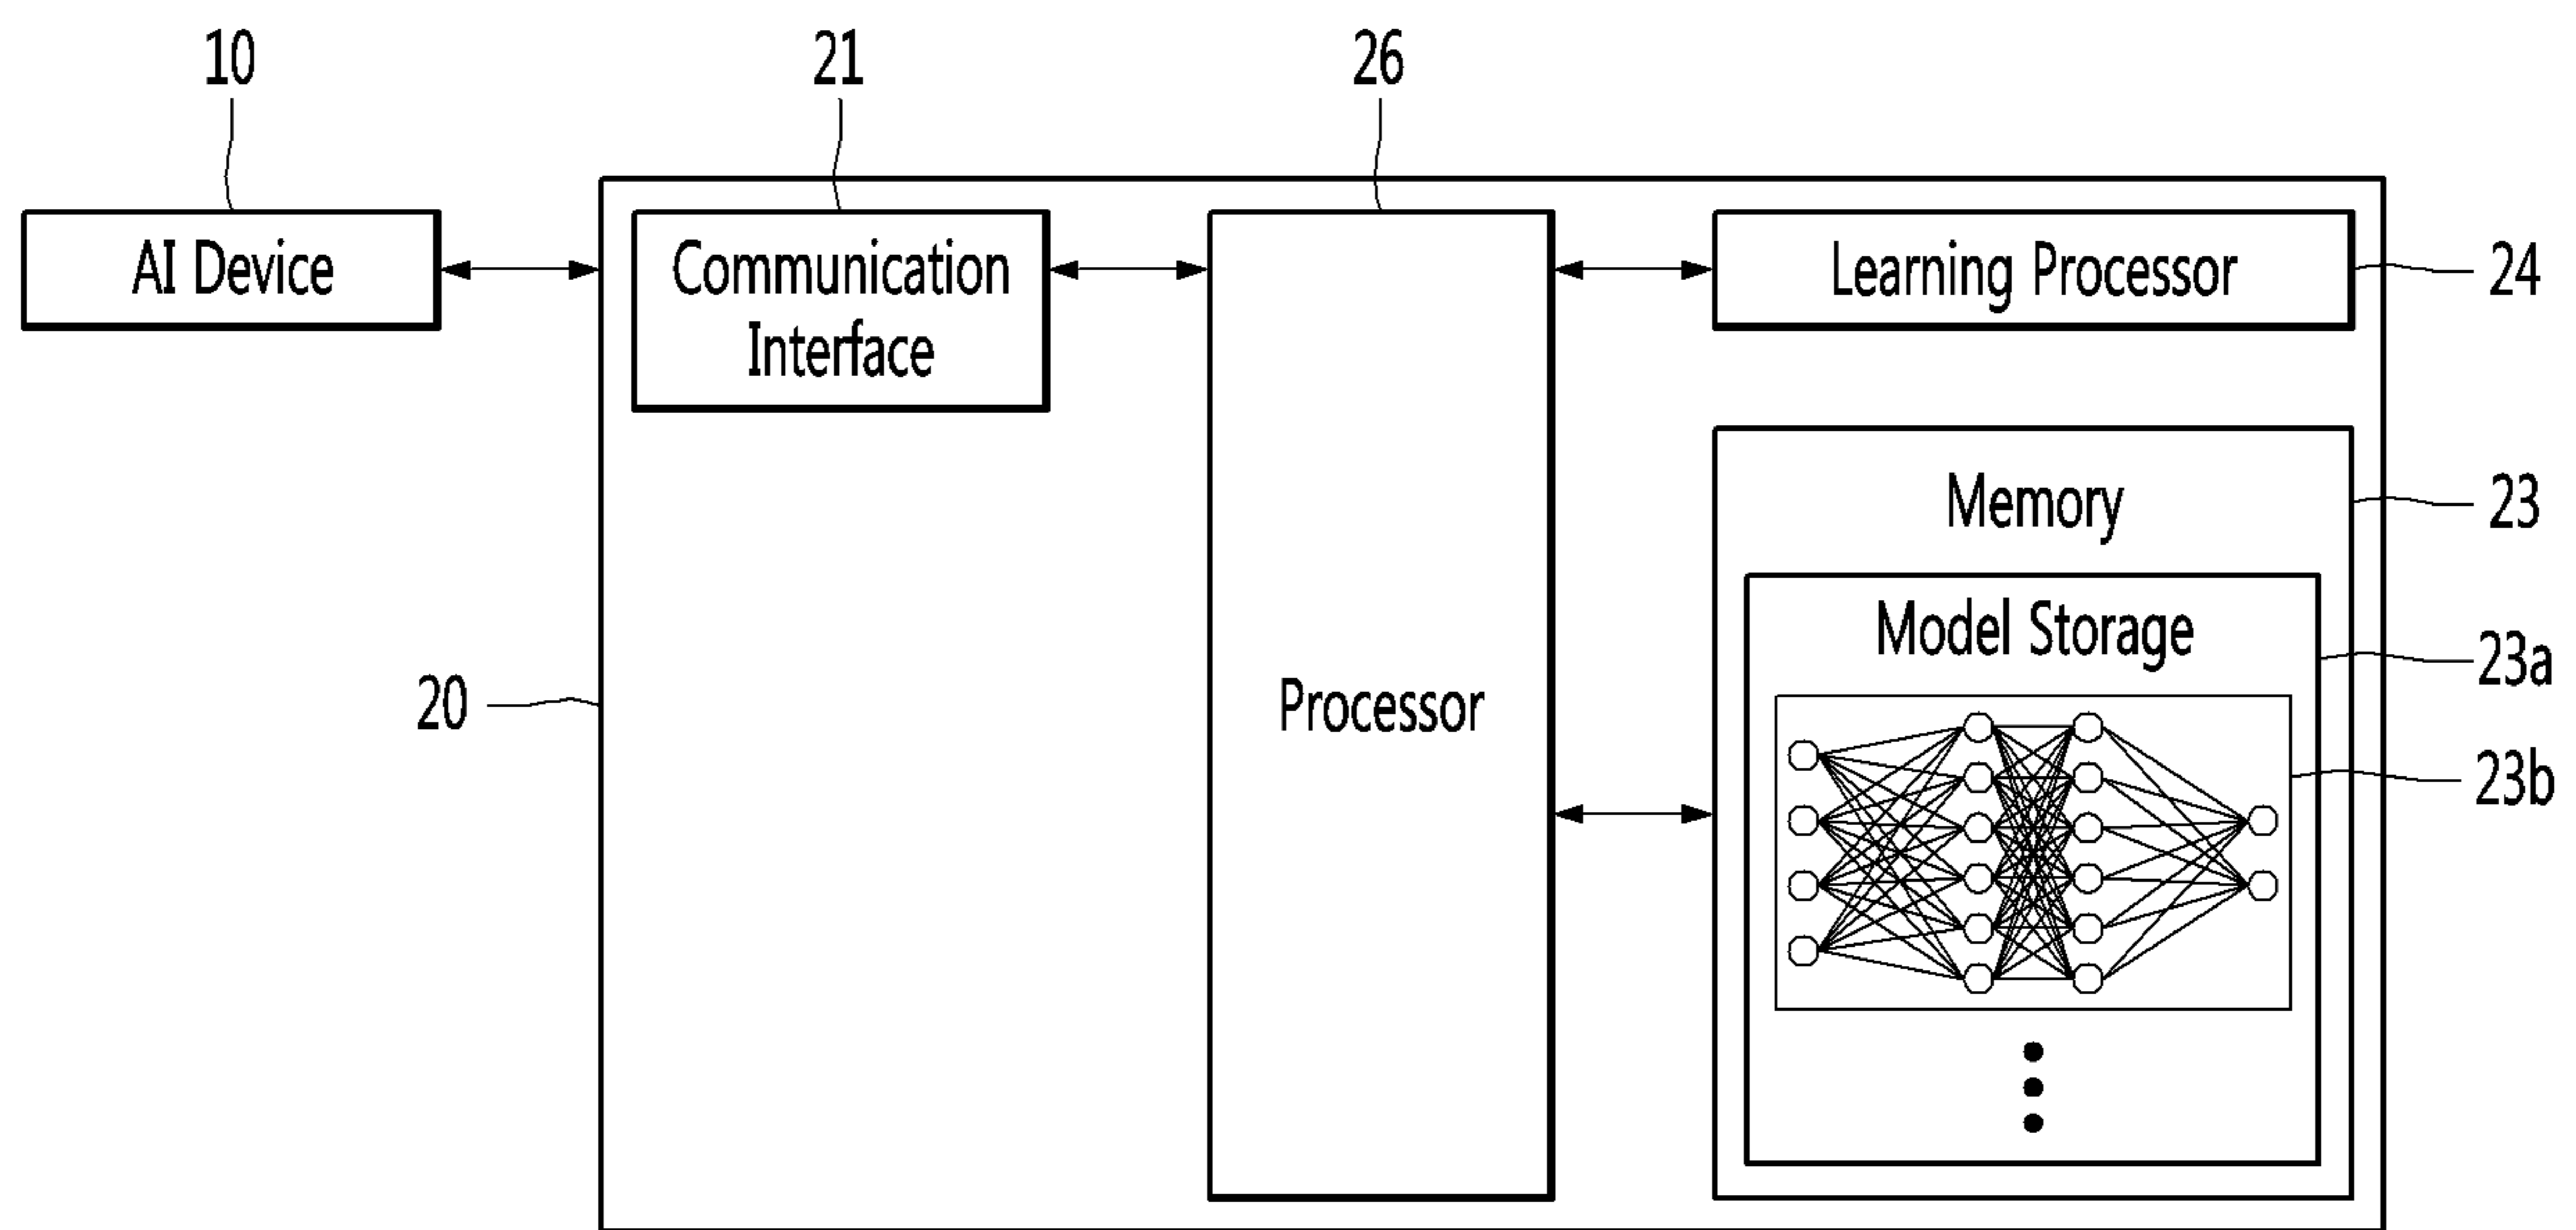 10
21
26
AI Device
Communication
Interface
Learning Processor
24
Memory
23
Model Storage
23a
20
Processor
23b